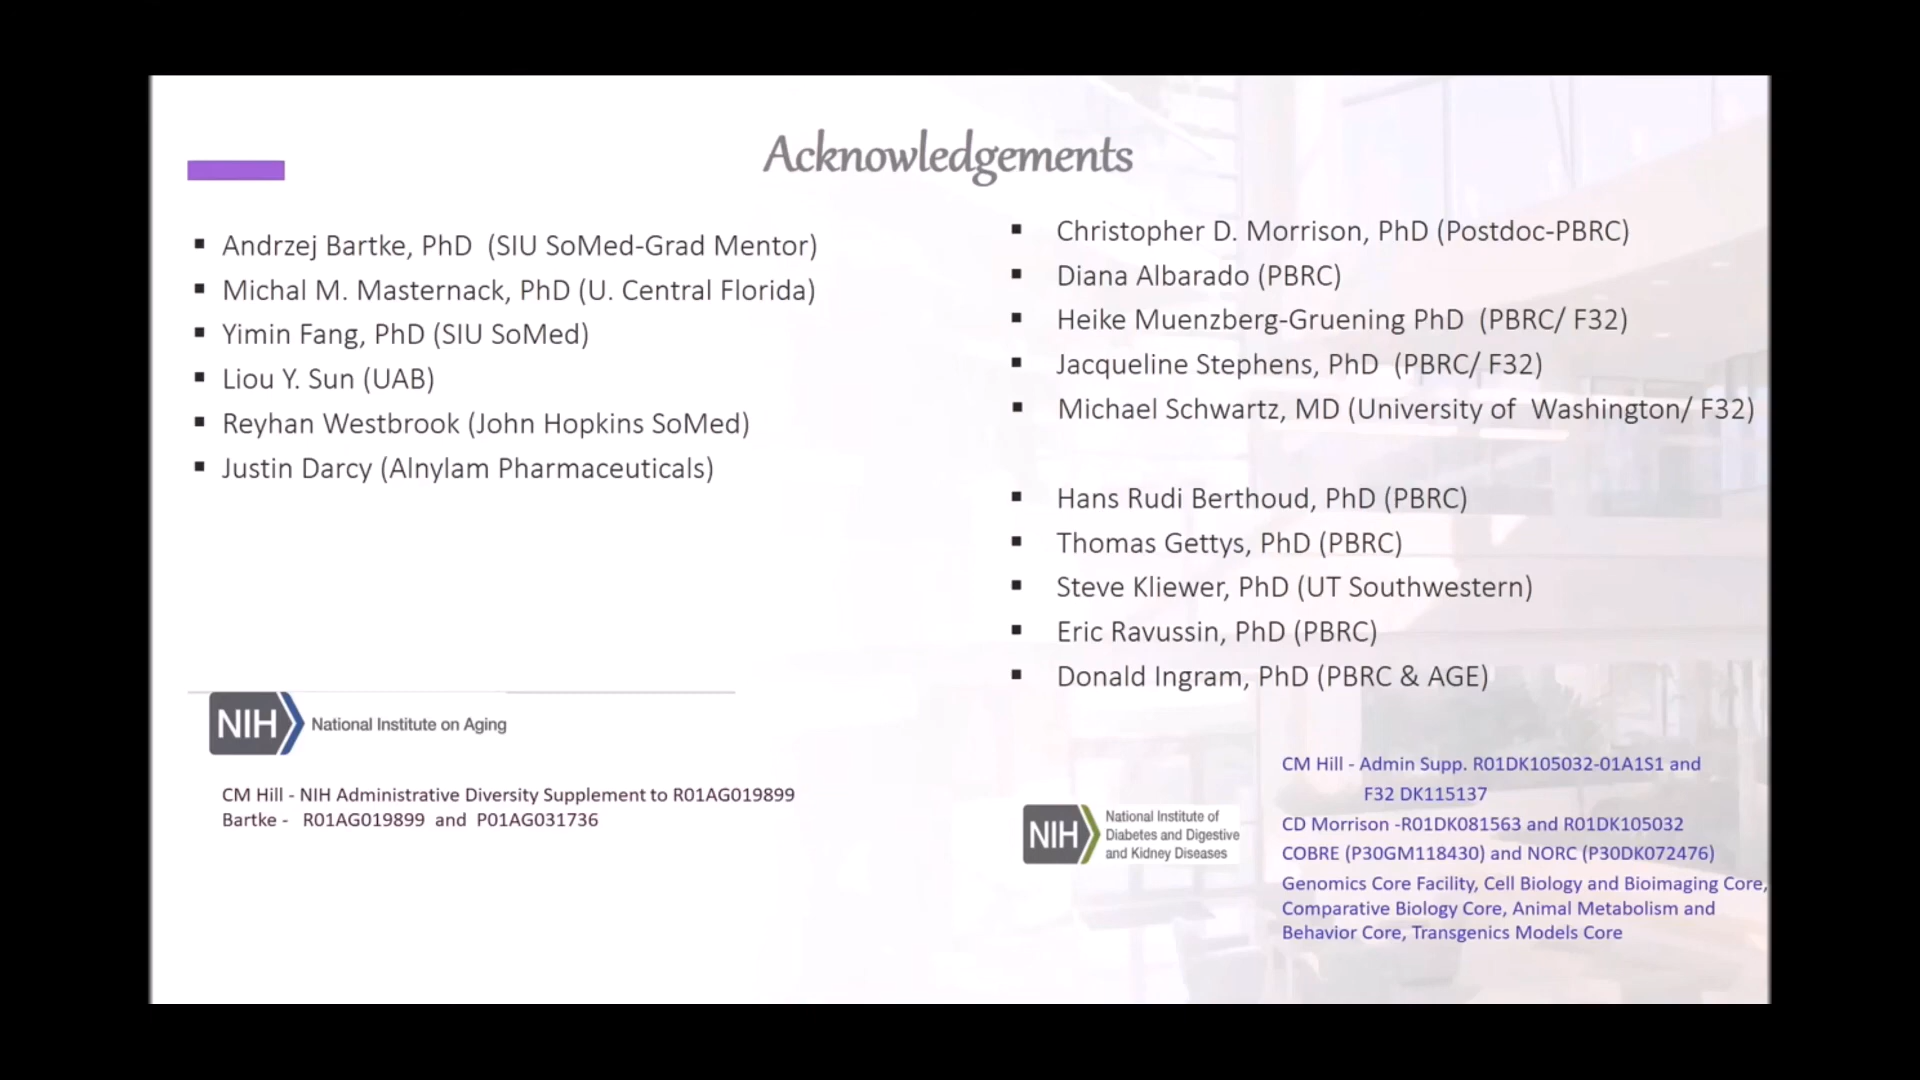 Acknowledgements
▪ Andrzej Bartke, PhD (SIU SoMed-Grad Mentor)
▪ Michal M. Masternack, PhD (U. Central Florida)
▪ Yimin Fang, PhD (SIU SoMed)
▪ Liou Y. Sun (UAB)
▪ Reyhan Westbrook (John Hopkins SoMed)
▪ Justin Darcy (Alnylam Pharmaceuticals)
NIH National Institute on Aging
CM Hill - NIH Administrative Diversity Supplement to R01AG019899
Bartke - R01AG019899 and P01AG031736
▪ Christopher D. Morrison, PhD (Postdoc-PBRC)
▪ Diana Albarado (PBRC)
▪ Heike Muenzberg-Gruening PhD (PBRC/ F32)
▪ Jacqueline Stephens, PhD (PBRC/ F32)
▪ Michael Schwartz, MD (University of Washington/ F32)
▪ Hans Rudi Berthoud, PhD (PBRC)
▪ Thomas Gettys, PhD (PBRC)
▪ Steve Kliewer, PhD (UT Southwestern)
▪ Eric Ravussin, PhD (PBRC)
▪ Donald Ingram, PhD (PBRC & AGE)
NIH
National Institute of
Diabetes and Digestive
and Kidney Diseases
CM Hill - Admin Supp. R01DK105032-01A1S1 and
F32 DK115137
CD Morrison -R01DK081563 and R01DK105032
COBRE (P30GM118430) and NORC (P30DK072476)
Genomics Core Facility, Cell Biology and Bioimaging Core,
Comparative Biology Core, Animal Metabolism and
Behavior Core, Transgenics Models Core